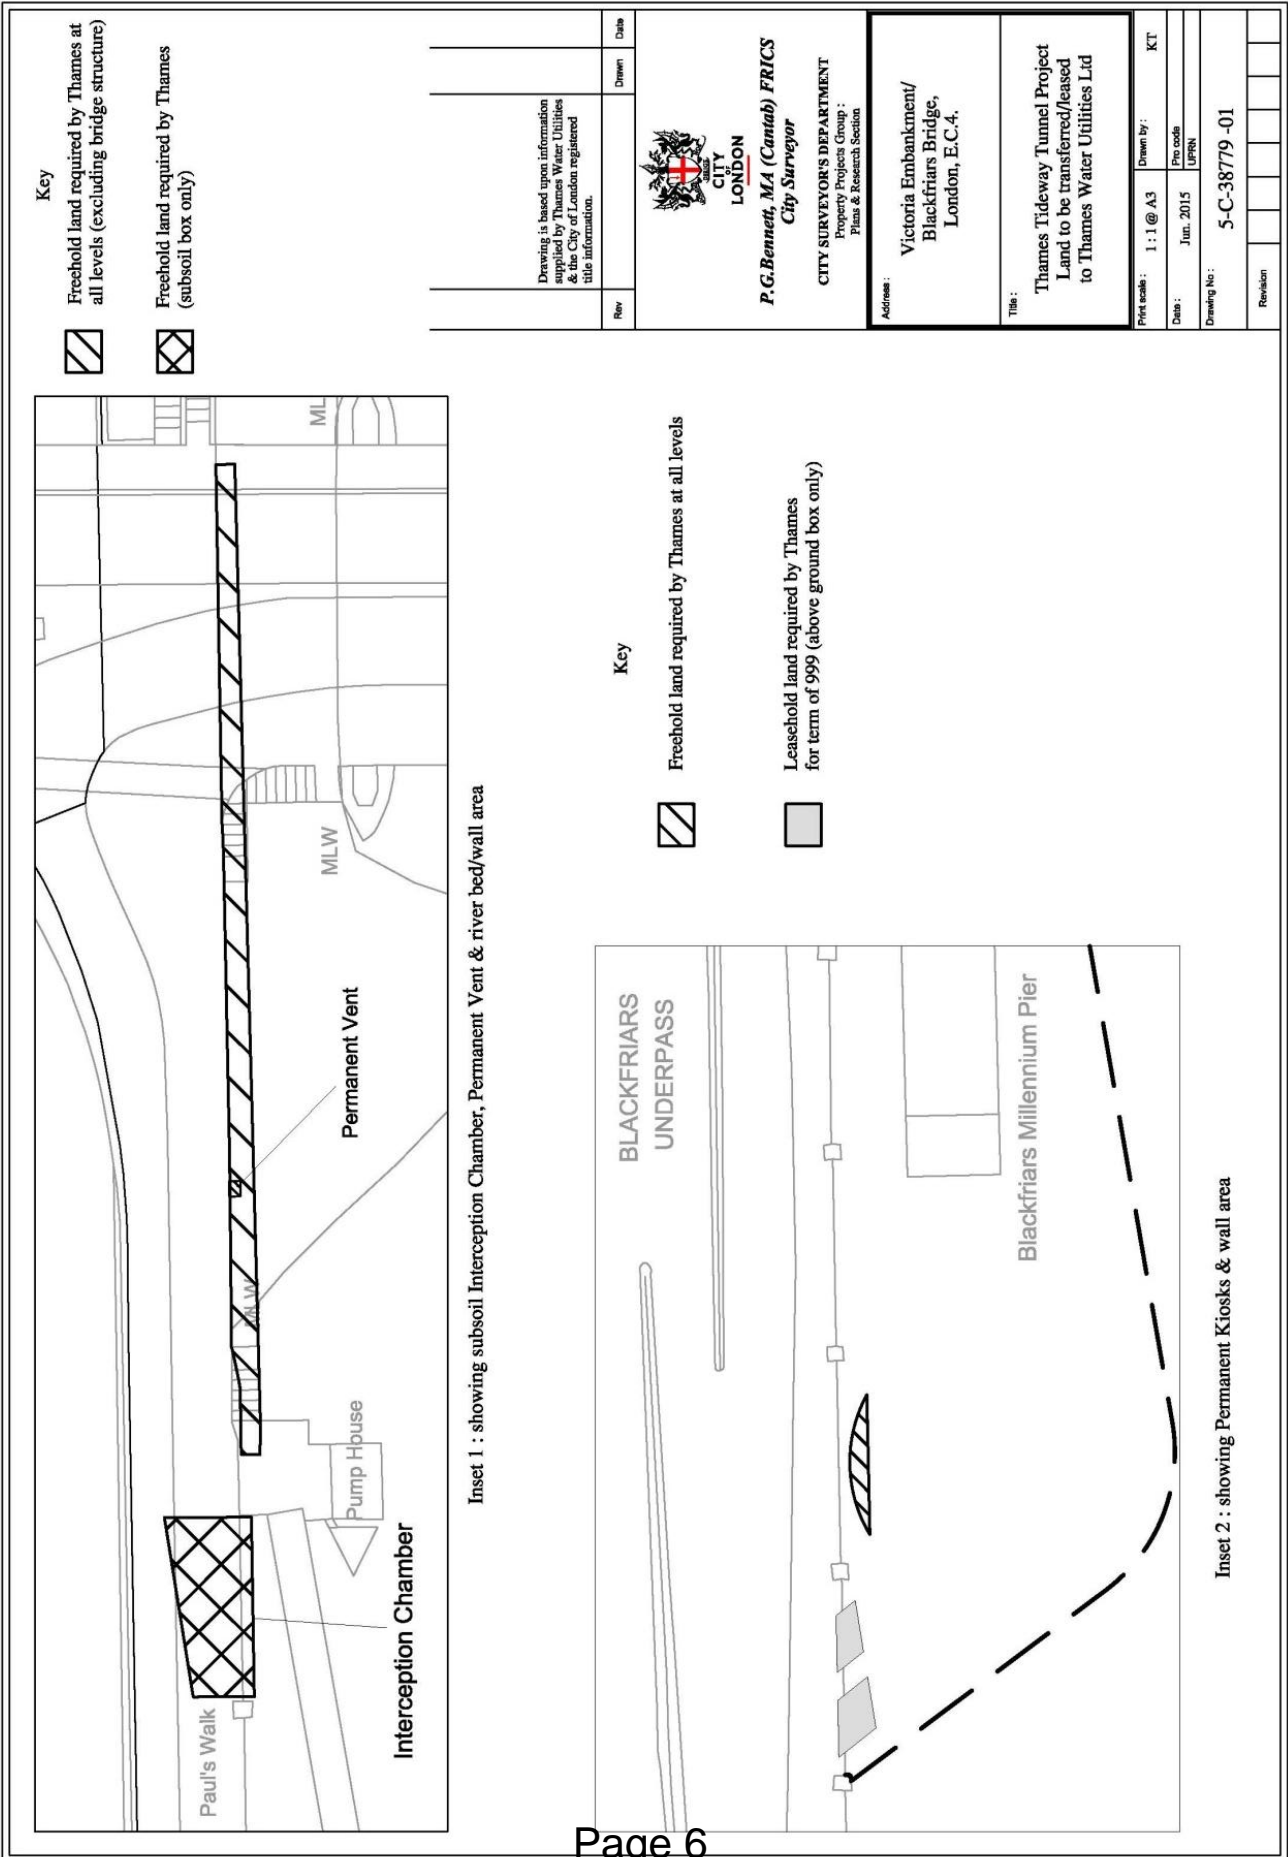 Key
Freehold land required by Thames at
all levels (excluding bridge structure)
Freehold land required by Thames
(subsoil box only)
Paul's Walk
Interception Chamber
Pump House
MLW
Permanent Vent
MLW
ML
Inset 1 : showing subsoil Interception Chamber, Permanent Vent & river bed/wall area
Key
Freehold land required by Thames at all levels
Leasehold land required by Thames
for term of 999 (above ground box only)
BLACKFRIARS
UNDERPASS
Blackfriars Millennium Pier
Inset 2 : showing Permanent Kiosks & wall area
Drawing is based upon information
supplied by Thames Water Utilities
& the City of London registered
title information.
Rev
Drawn
Date
CITY
OF
LONDON
P.G.Bennett, MA (Cantab) FRICS
City Surveyor
CITY SURVEYOR'S DEPARTMENT
Property Projects Group :
Plans & Research Section
Address :
Victoria Embankment/
Blackfriars Bridge,
London, E.C.4.
Title :
Thames Tideway Tunnel Project
Land to be transferred/leased
to Thames Water Utilities Ltd
Print scale : 1 : 1 @ A3
Drawn by : KT
Date : Jun. 2015
Pro code
UPRN
Drawing No :
5-C-38779 -01
Revision
Page 6